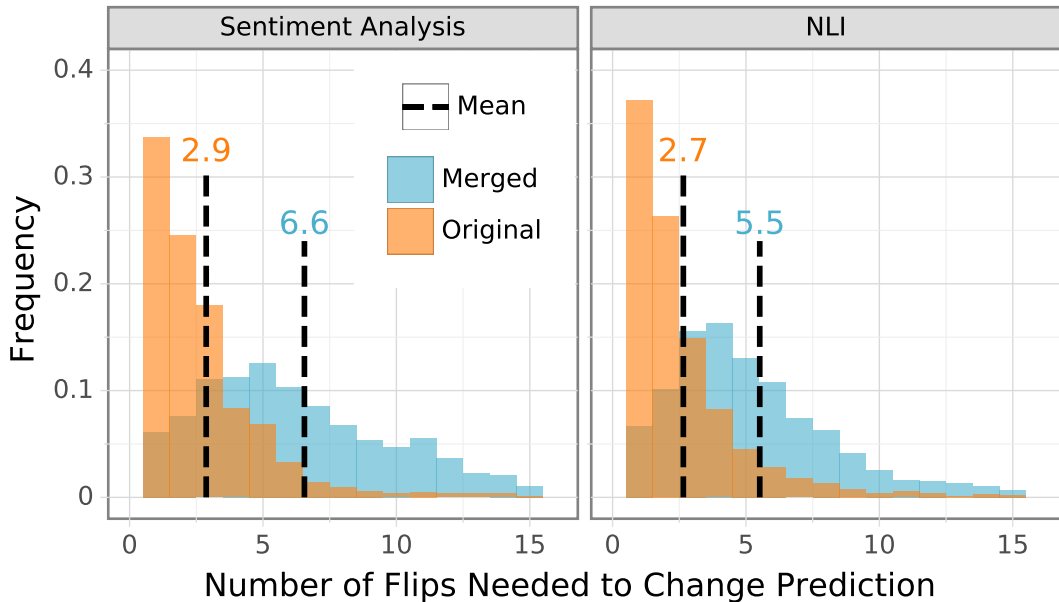 Sentiment Analysis
NLI
Frequency
0.4
0.3
0.2
0.1
0
2.9
6.6
Mean
Merged
Original
2.7
5.5
0 5 10 15
0 5 10 15
Number of Flips Needed to Change Prediction